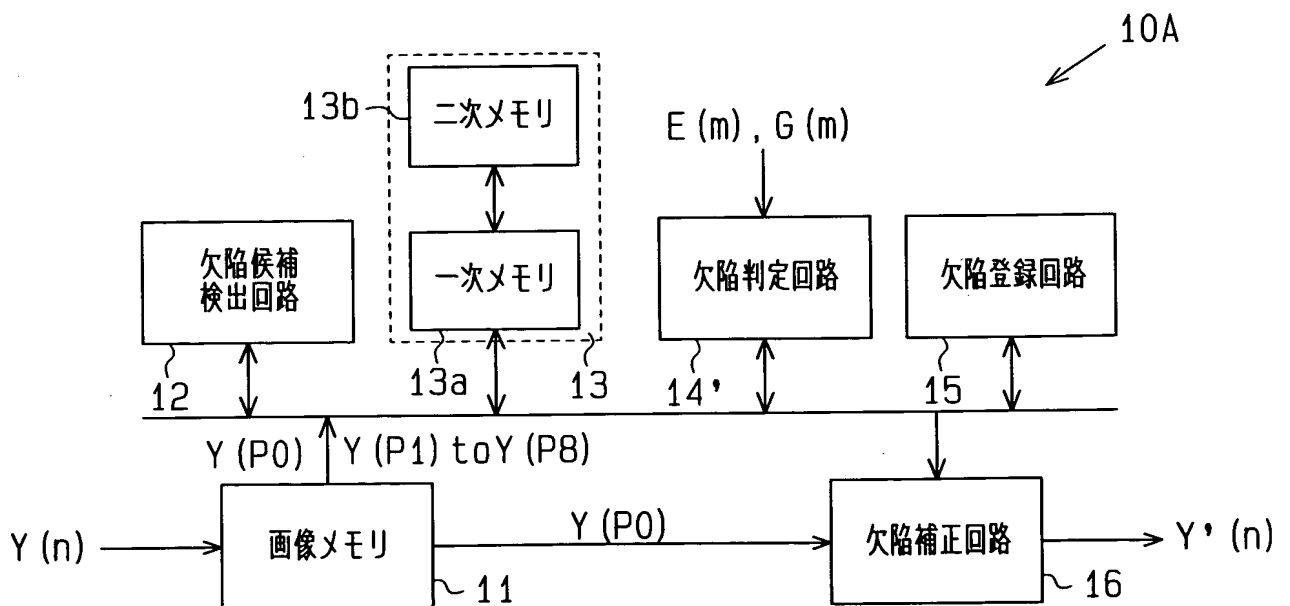 10A
13b
二次メモリ
E(m), G(m)
欠陥候補
検出回路
一次メモリ
欠陥判定回路
欠陥登録回路
12
13a
13
14'
15
Y(P0) Y(P1)toY(P8)
Y(n)
画像メモリ
Y(P0)
欠陥補正回路
Y'(n)
11
16